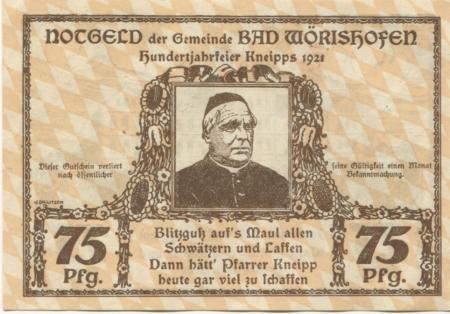 NOTGELD der Gemeinde BAD WÖRISHOFEN
Hundertjahrfeier Kneipps 1921
Dieser Gutschein verliert
nach öffentlicher
seine Gültigkeit einen Monat
Bekanntmachung.
75
Pfg.
Blitzguß auf's Maul allen
Schwätzern und Laffen
Dann hätt' Pfarrer Kneipp
heute gar viel zu schaffen
75
Pfg.